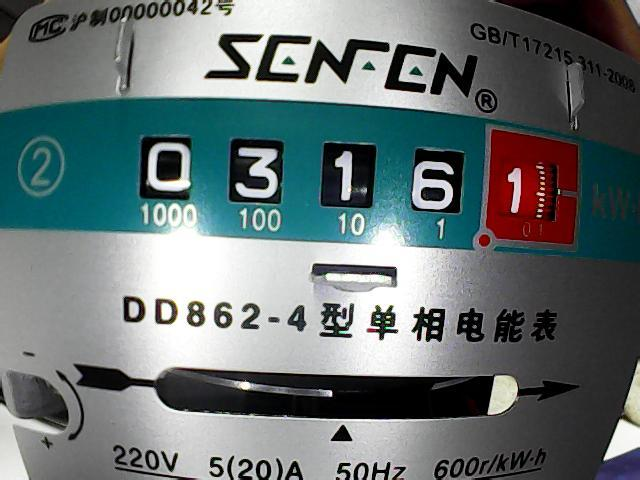 MC 沪制00000042号
GB/T17215.311-2008
SENTEN®
② 0 3 1 6 1 kW·h
1000 100 10 1 0.1
DD862-4型单相电能表
- +
220V 5(20)A 50Hz 600r/kW·h